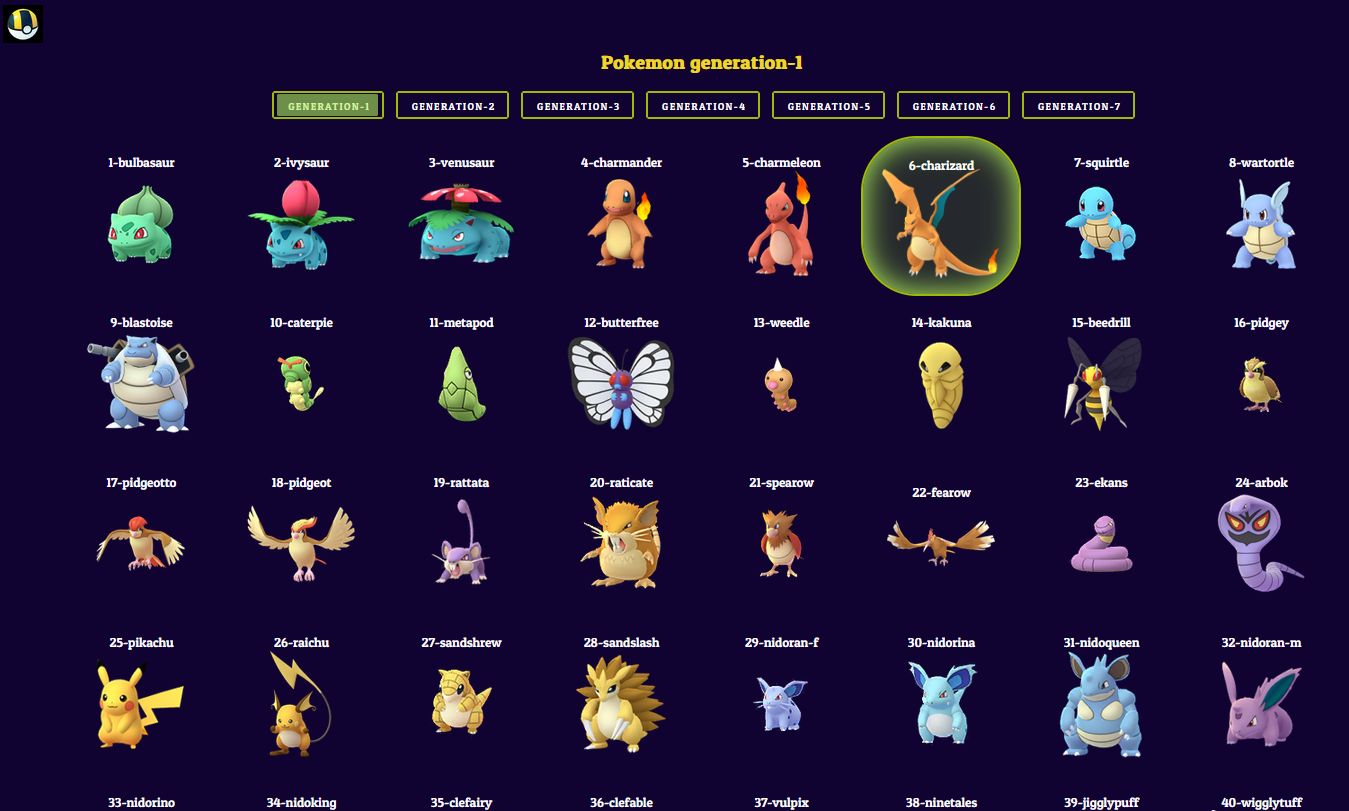 Pokemon generation-1
GENERATION-1 GENERATION-2 GENERATION-3 GENERATION-4 GENERATION-5 GENERATION-6 GENERATION-7
1-bulbasaur 2-ivysaur 3-venusaur 4-charmander 5-charmeleon 6-charizard 7-squirtle 8-wartortle
9-blastoise 10-caterpie 11-metapod 12-butterfree 13-weedle 14-kakuna 15-beedrill 16-pidgey
17-pidgeotto 18-pidgeot 19-rattata 20-raticate 21-spearow 22-fearow 23-ekans 24-arbok
25-pikachu 26-raichu 27-sandshrew 28-sandslash 29-nidoran-f 30-nidorina 31-nidoqueen 32-nidoran-m
33-nidorino 34-nidoking 35-clefairy 36-clefable 37-vulpix 38-ninetales 39-jigglypuff 40-wigglytuff